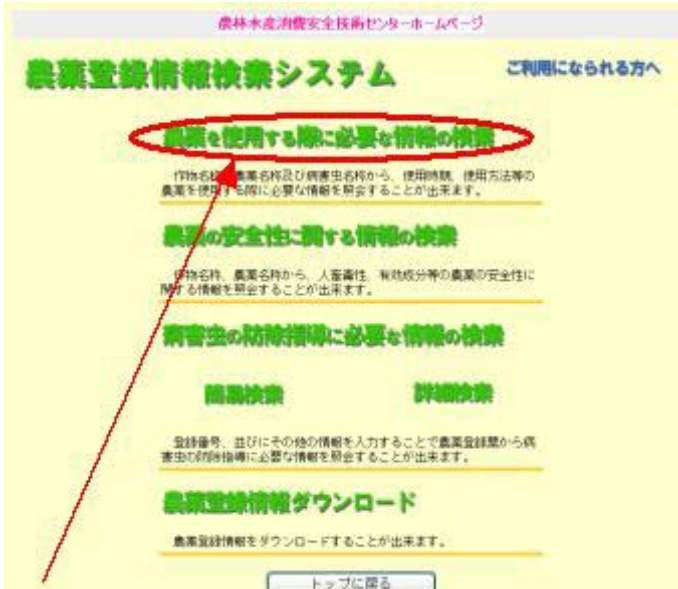 農林水産消費安全技術センターホームページ
農薬登録情報検索システム
ご利用になられる方へ
農薬を使用する際に必要な情報の検索
作物名称、農薬名称及び病害虫名称から、使用時期、使用方法等の
農薬を使用する際に必要な情報を照会することが出来ます。
農薬の安全性に関する情報の検索
作物名称、農薬名称から、人畜毒性、有効成分等の農薬の安全性に
関する情報を照会することが出来ます。
病害虫の防除指導に必要な情報の検索
簡易検索
詳細検索
登録番号、並びにその他の情報を入力することで農薬登録票から病
害虫の防除指導に必要な情報を照会することが出来ます。
農薬登録情報ダウンロード
農薬登録情報をダウンロードすることが出来ます。
トップに戻る